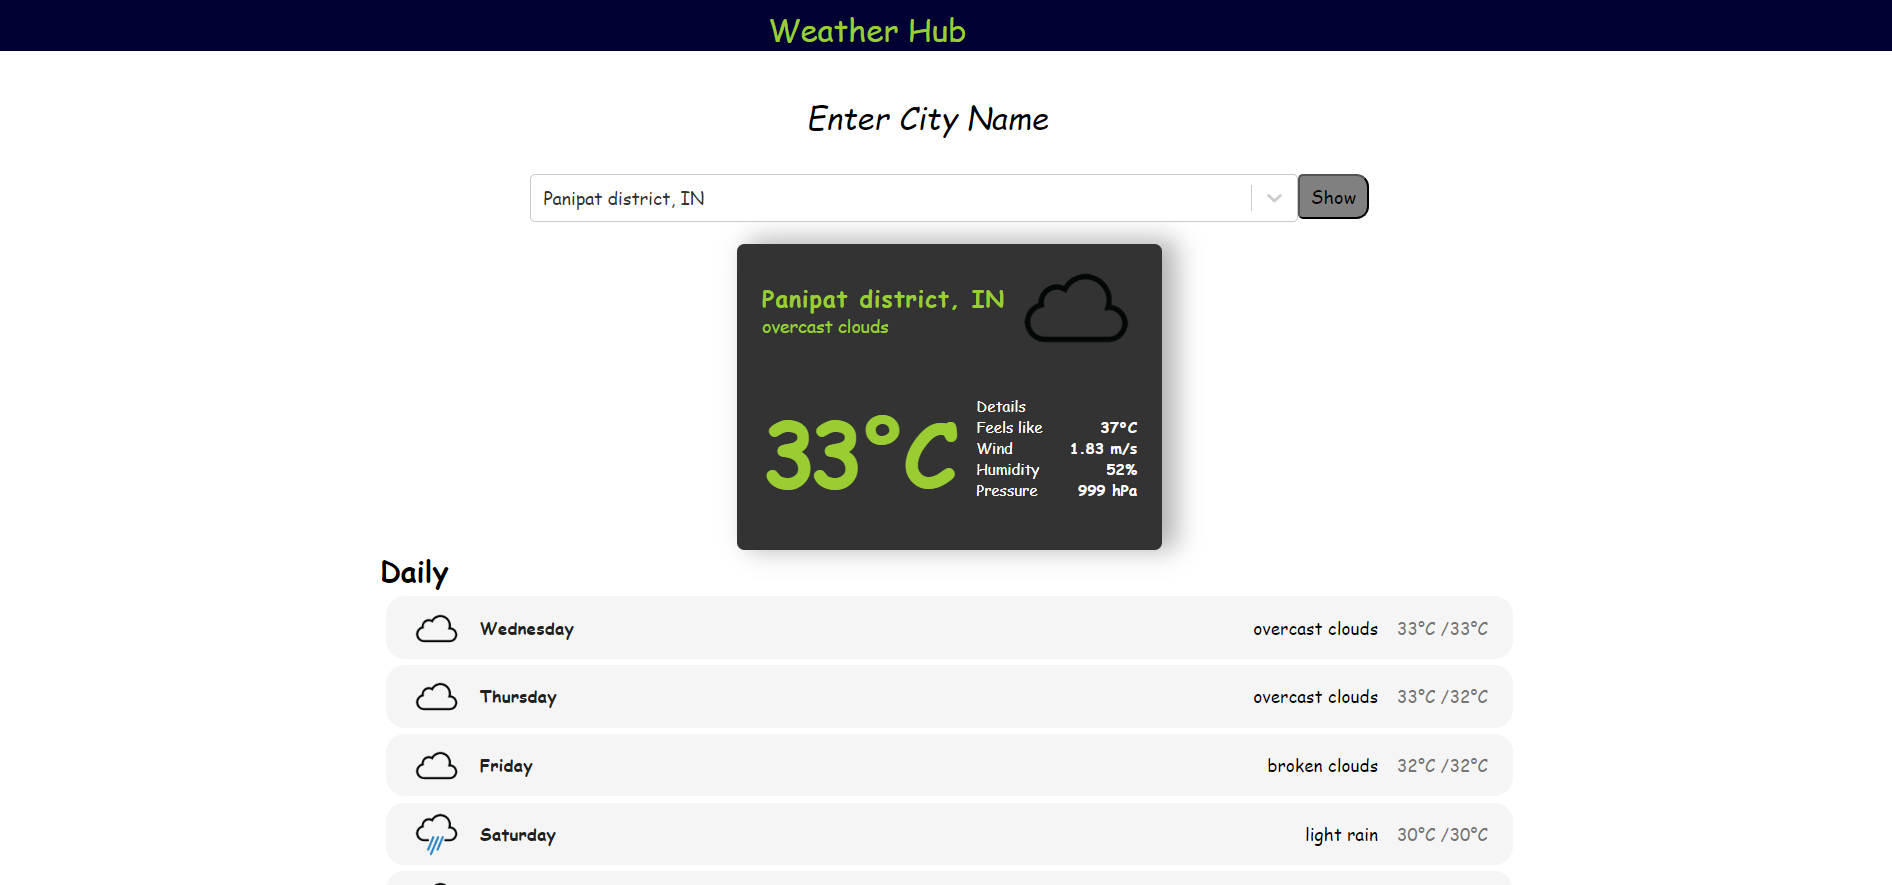 Weather Hub
Enter City Name
Panipat district, IN
Show
Panipat district, IN
overcast clouds
33°C
Details
Feels like 37°C
Wind 1.83 m/s
Humidity 52%
Pressure 999 hPa
Daily
Wednesday overcast clouds 33°C /33°C
Thursday overcast clouds 33°C /32°C
Friday broken clouds 32°C /32°C
Saturday light rain 30°C /30°C